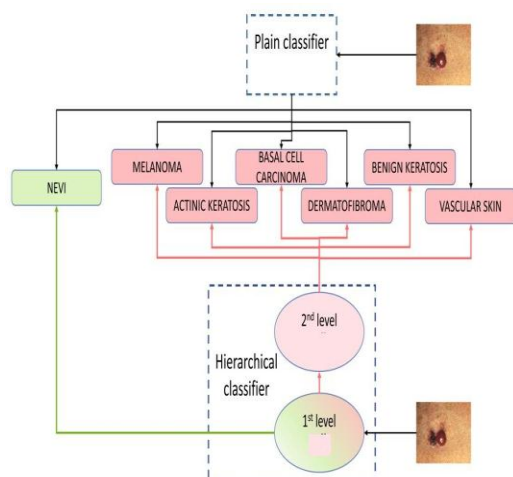 Plain classifier
MELANOMA
BASAL CELL
CARCINOMA
BENIGN KERATOSIS
NEVI
ACTINIC KERATOSIS
DERMATOFIBROMA
VASCULAR SKIN
2nd level
Hierarchical
classifier
1st level